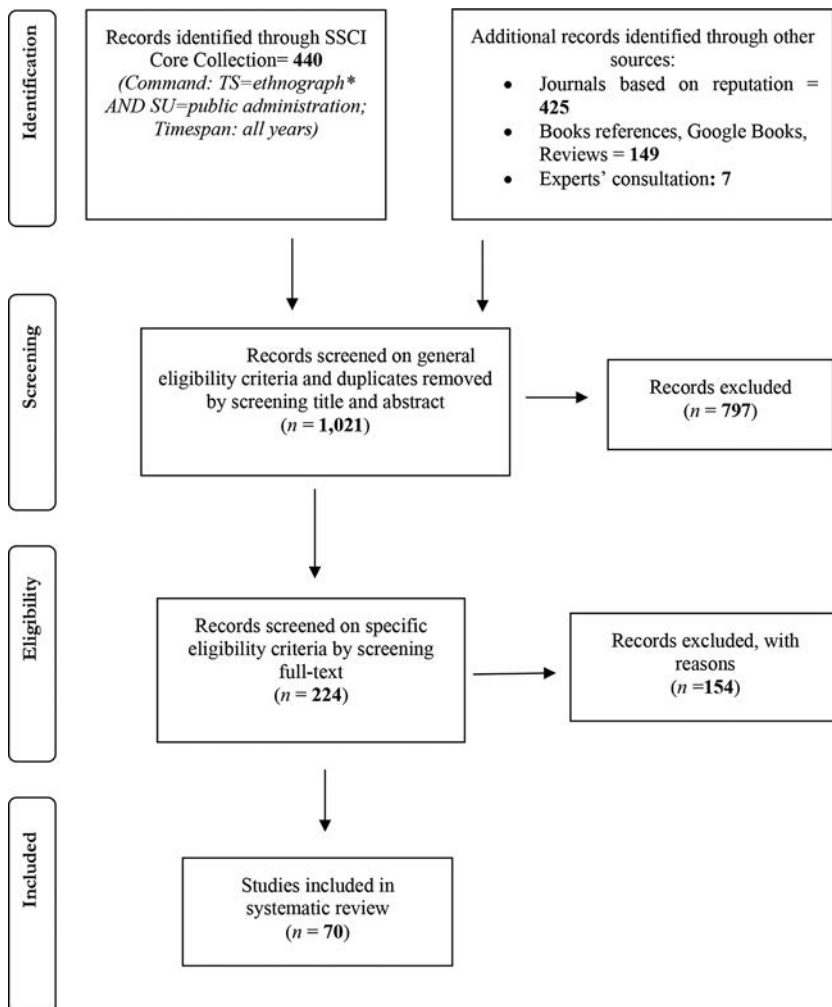 Identification
Records identified through SSCI
Core Collection= 440
(Command: TS=ethnograph*
AND SU=public administration;
Timespan: all years)
Additional records identified through other
sources:
• Journals based on reputation =
425
• Books references, Google Books,
Reviews = 149
• Experts' consultation: 7
Screening
Records screened on general
eligibility criteria and duplicates removed
by screening title and abstract
(n = 1,021)
Records excluded
(n = 797)
Eligibility
Records screened on specific
eligibility criteria by screening
full-text
(n = 224)
Records excluded, with
reasons
(n =154)
Included
Studies included in
systematic review
(n = 70)